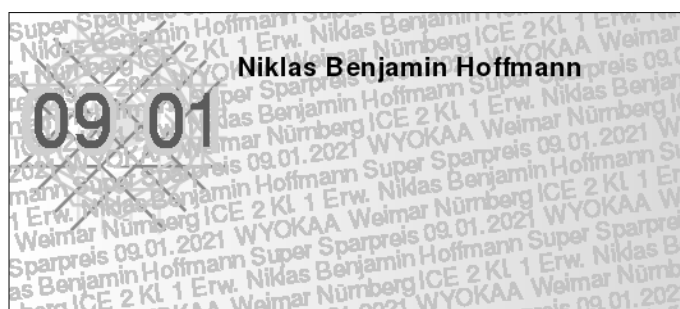 Super Sparpreis 09.01.2021 WYOKAA Weimar Nürnberg ICE 2 Kl. 1 Erw. Niklas Benjamin Hoffmann
Niklas Benjamin Hoffmann
09 01